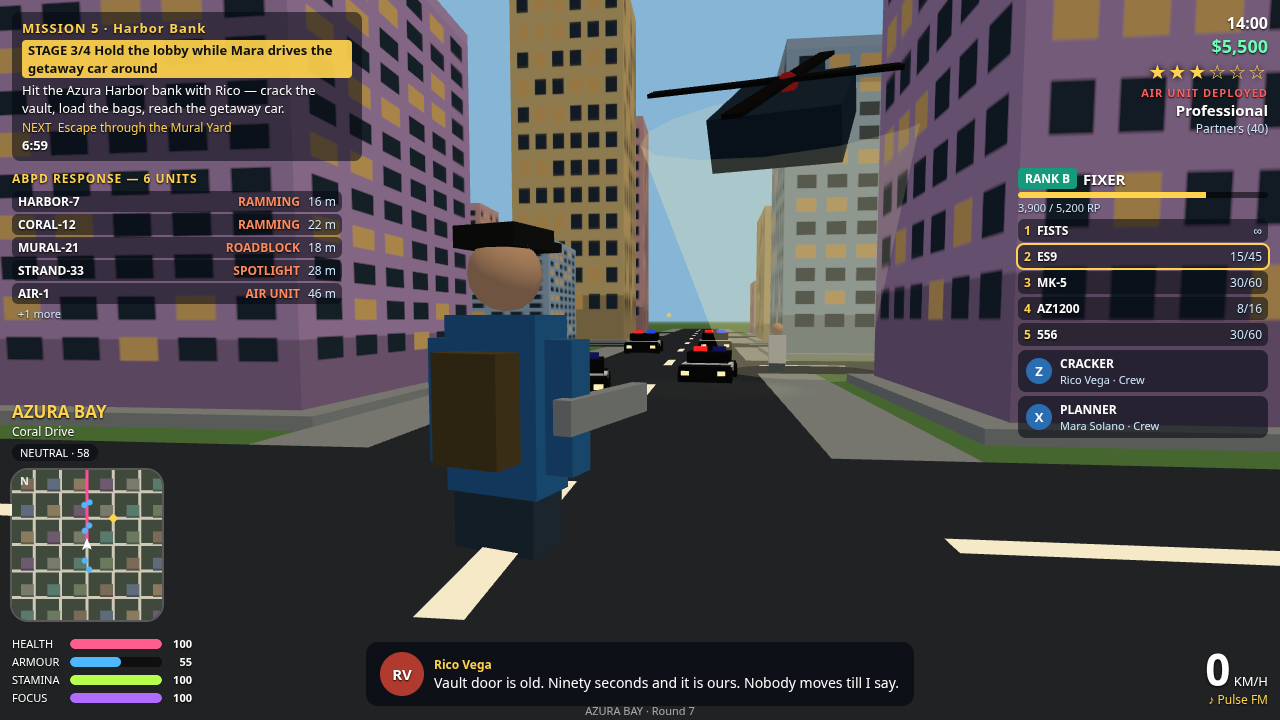 MISSION 5 · Harbor Bank
STAGE 3/4 Hold the lobby while Mara drives the
getaway car around
Hit the Azura Harbor bank with Rico — crack the
vault, load the bags, reach the getaway car.
NEXT Escape through the Mural Yard
6:59
ABPD RESPONSE — 6 UNITS
HARBOR-7 RAMMING 16 m
CORAL-12 RAMMING 22 m
MURAL-21 ROADBLOCK 18 m
STRAND-33 SPOTLIGHT 28 m
AIR-1 AIR UNIT 46 m
+1 more
14:00
$5,500
★★★☆☆☆
AIR UNIT DEPLOYED
Professional
Partners (40)
RANK B FIXER
3,900 / 5,200 RP
1 FISTS ∞
2 ES9 15/45
3 MK-5 30/60
4 AZ1200 8/16
5 556 30/60
Z CRACKER
Rico Vega · Crew
X PLANNER
Mara Solano · Crew
AZURA BAY
Coral Drive
NEUTRAL · 58
N
HEALTH 100
ARMOUR 55
STAMINA 100
FOCUS 100
RV
Rico Vega
Vault door is old. Ninety seconds and it is ours. Nobody moves till I say.
AZURA BAY · Round 7
0 KM/H
♪ Pulse FM